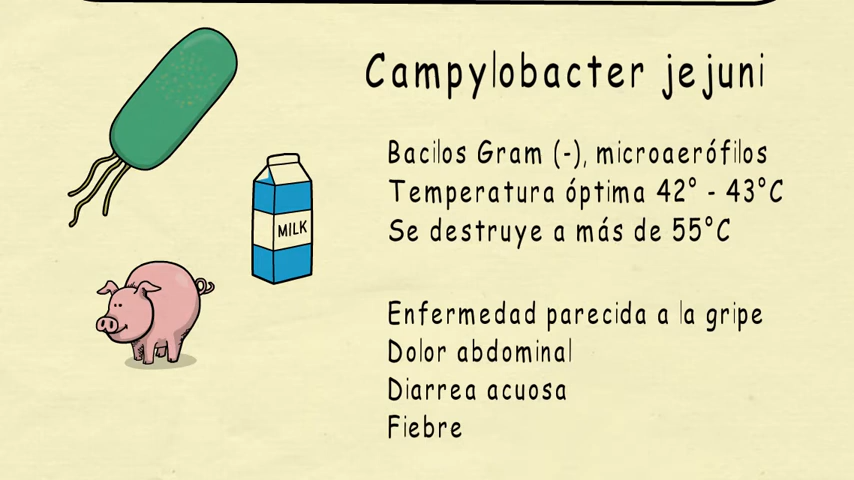 Campylobacter jejuni
Bacilos Gram (-), microaerófilos
Temperatura óptima 42° - 43°C
Se destruye a más de 55°C
MILK
Enfermedad parecida a la gripe
Dolor abdominal
Diarrea acuosa
Fiebre